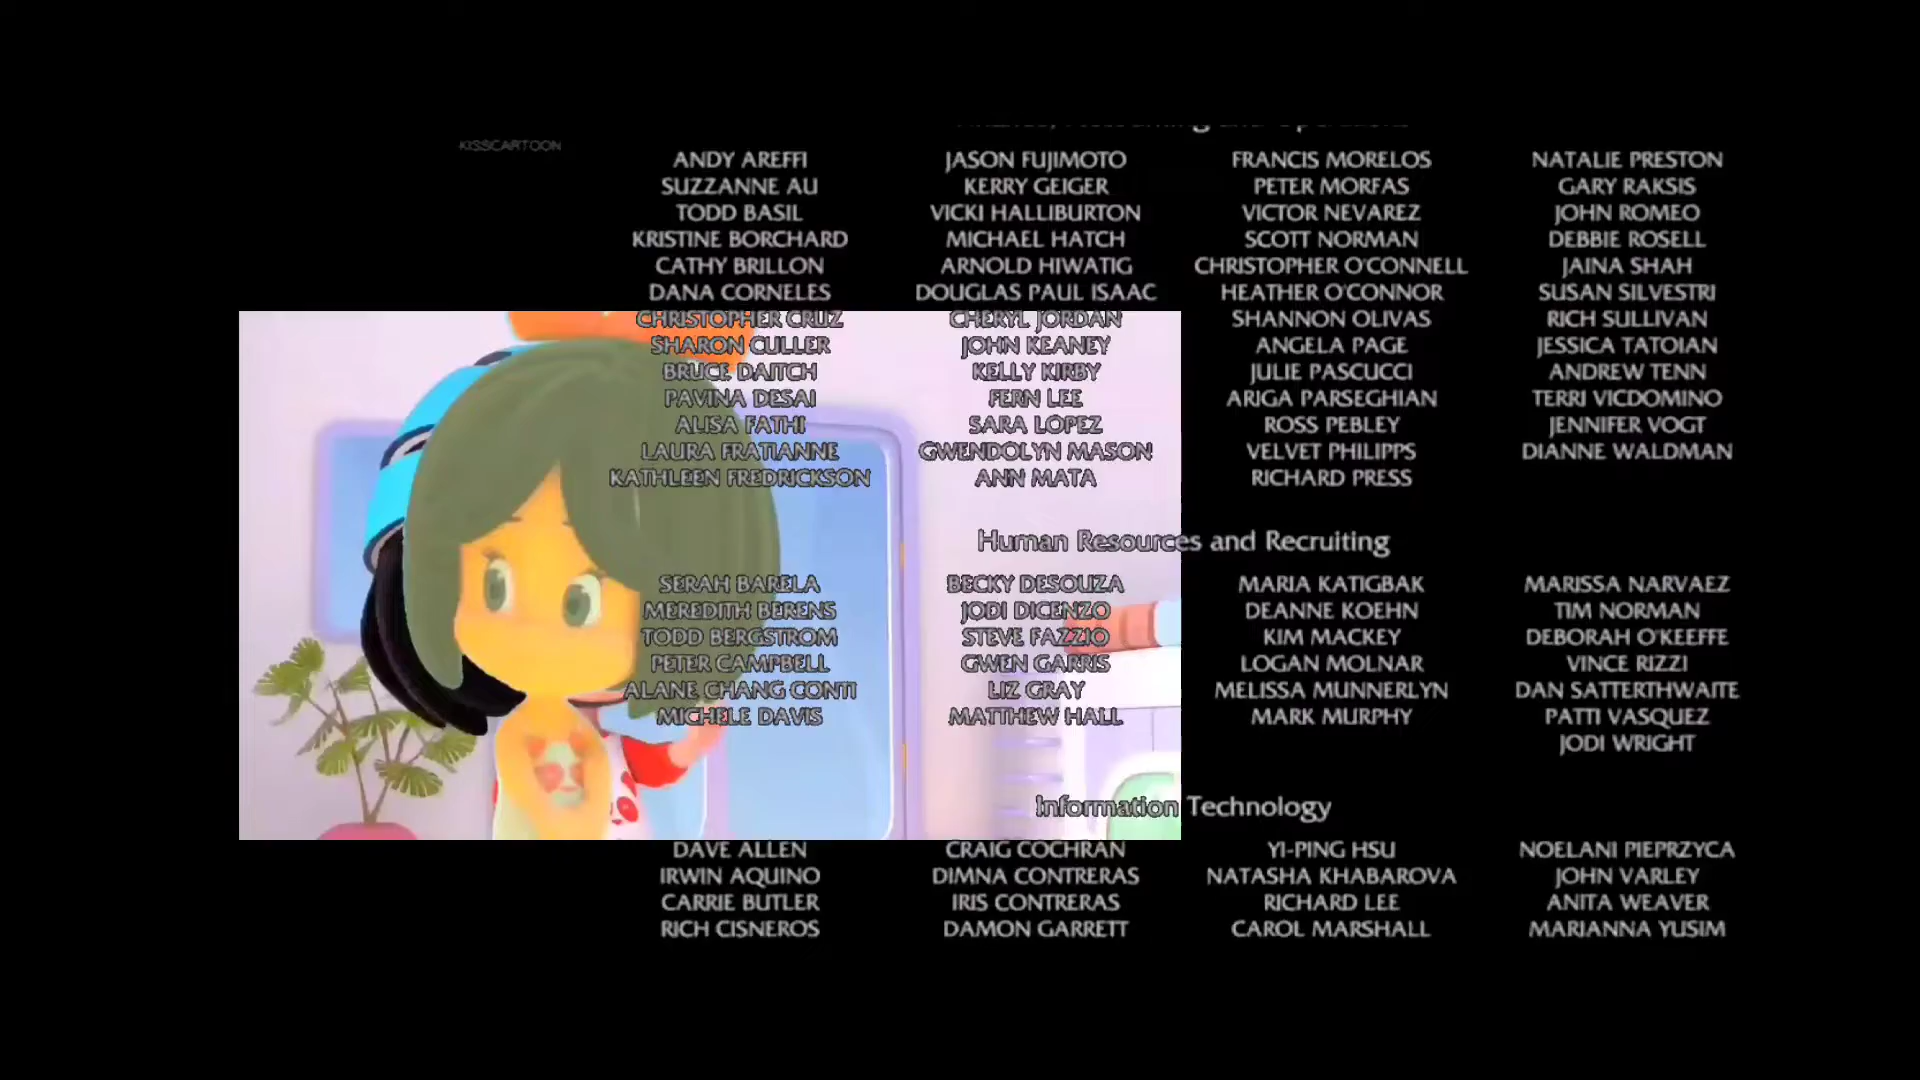 Accounting and Operations
KISSCARTOON
ANDY AREFFI JASON FUJIMOTO FRANCIS MORELOS NATALIE PRESTON
SUZZANNE AU KERRY GEIGER PETER MORFAS GARY RAKSIS
TODD BASIL VICKI HALLIBURTON VICTOR NEVAREZ JOHN ROMEO
KRISTINE BORCHARD MICHAEL HATCH SCOTT NORMAN DEBBIE ROSELL
CATHY BRILLON ARNOLD HIWATIG CHRISTOPHER O'CONNELL JAINA SHAH
DANA CORNELES DOUGLAS PAUL ISAAC HEATHER O'CONNOR SUSAN SILVESTRI
CHRISTOPHER CRUZ CHERYL JORDAN SHANNON OLIVAS RICH SULLIVAN
SHARON CULLER JOHN KEANEY ANGELA PAGE JESSICA TATOIAN
BRUCE DAITCH KELLY KIRBY JULIE PASCUCCI ANDREW TENN
PAVINA DESAI FERN LEE ARIGA PARSEGHIAN TERRI VICDOMINO
ALISA FATHI SARA LOPEZ ROSS PEBLEY JENNIFER VOGT
LAURA FRATIANNE GWENDOLYN MASON VELVET PHILIPPS DIANNE WALDMAN
KATHLEEN FREDRICKSON ANN MATA RICHARD PRESS
Human Resources and Recruiting
SERAH BARELA BECKY DESOUZA MARIA KATIGBAK MARISSA NARVAEZ
MEREDITH BERENS JODI DICENZO DEANNE KOEHN TIM NORMAN
TODD BERGSTROM STEVE FAZZIO KIM MACKEY DEBORAH O'KEEFFE
PETER CAMPBELL GWEN GARRIS LOGAN MOLNAR VINCE RIZZI
ALANE CHANG CONTI LIZ GRAY MELISSA MUNNERLYN DAN SATTERTHWAITE
MICHELE DAVIS MATTHEW HALL MARK MURPHY PATTI VASQUEZ
JODI WRIGHT
Information Technology
DAVE ALLEN CRAIG COCHRAN YI-PING HSU NOELANI PIEPRZYCA
IRWIN AQUINO DIMNA CONTRERAS NATASHA KHABAROVA JOHN VARLEY
CARRIE BUTLER IRIS CONTRERAS RICHARD LEE ANITA WEAVER
RICH CISNEROS DAMON GARRETT CAROL MARSHALL MARIANNA YUSIM